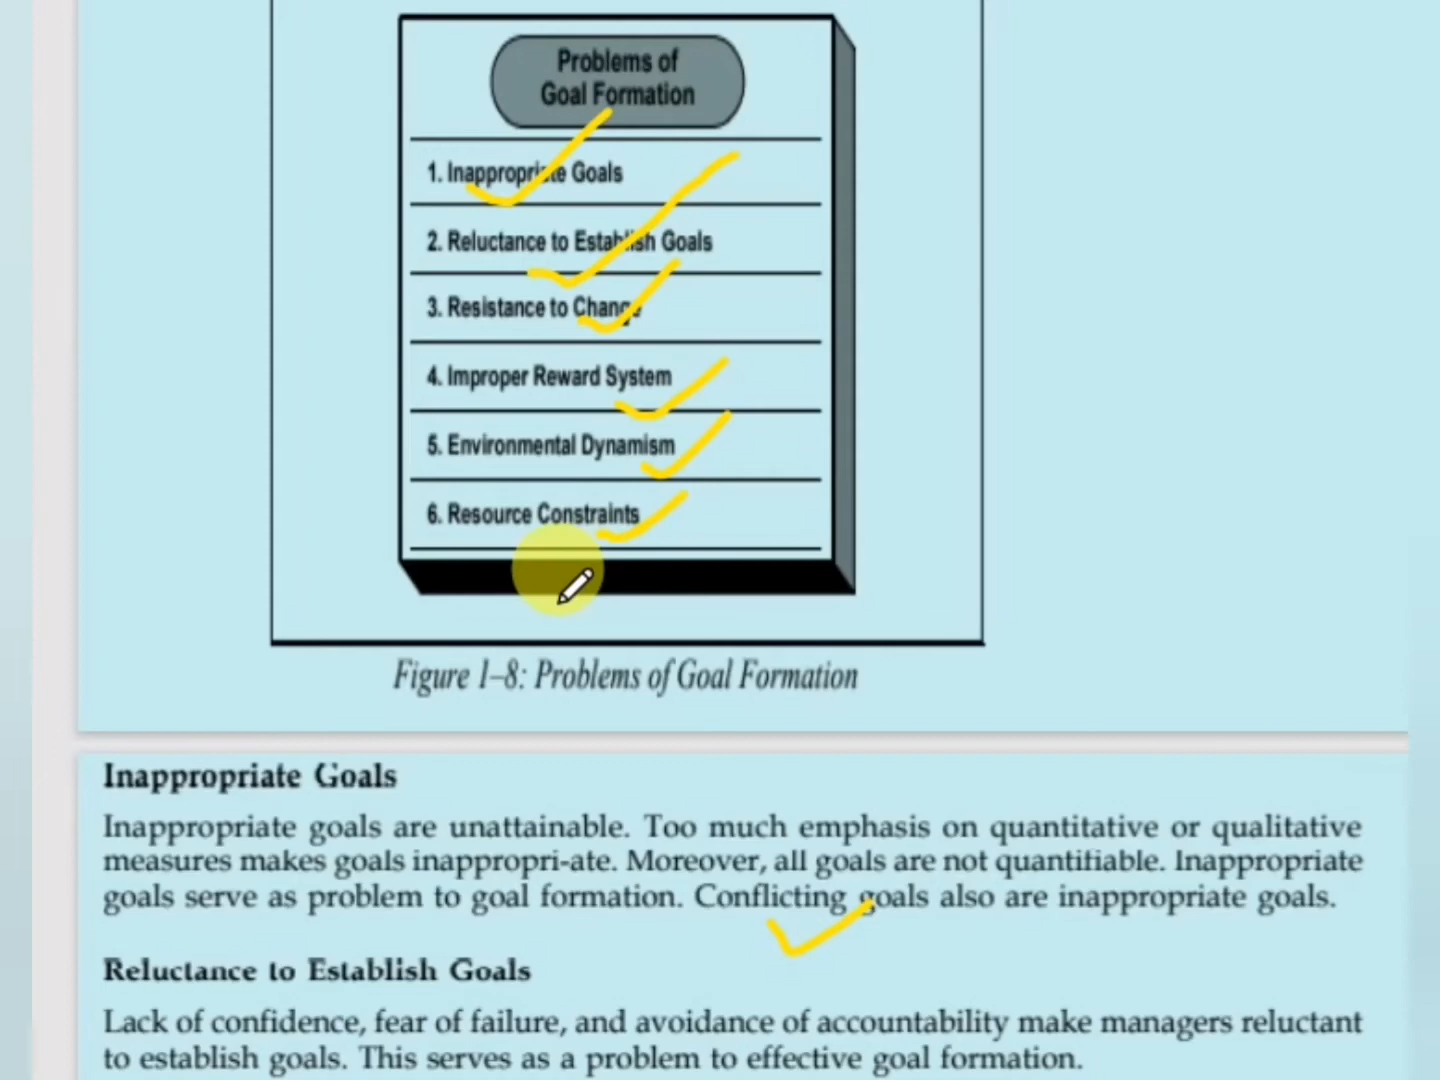 Problems of
Goal Formation
1. Inappropriate Goals
2. Reluctance to Establish Goals
3. Resistance to Change
4. Improper Reward System
5. Environmental Dynamism
6. Resource Constraints
Figure 1–8: Problems of Goal Formation
Inappropriate Goals
Inappropriate goals are unattainable. Too much emphasis on quantitative or qualitative
measures makes goals inappropri-ate. Moreover, all goals are not quantifiable. Inappropriate
goals serve as problem to goal formation. Conflicting goals also are inappropriate goals.
Reluctance to Establish Goals
Lack of confidence, fear of failure, and avoidance of accountability make managers reluctant
to establish goals. This serves as a problem to effective goal formation.